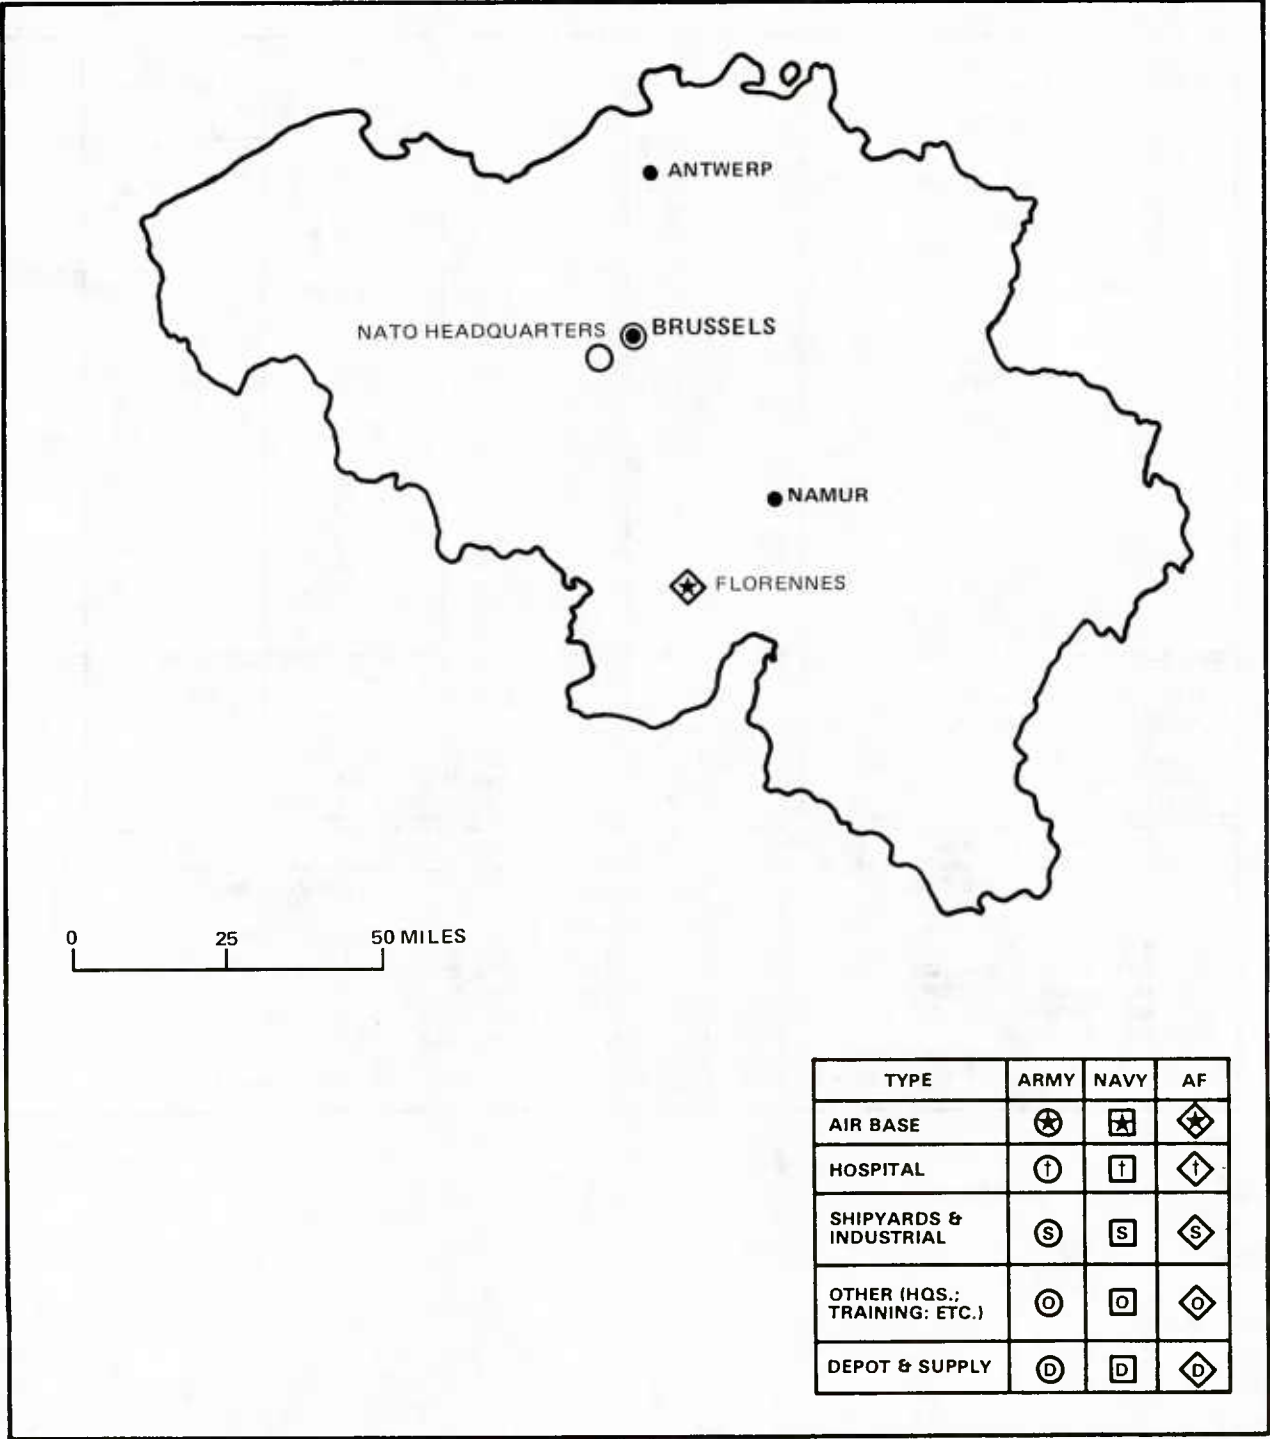 ANTWERP
NATO HEADQUARTERS
BRUSSELS
NAMUR
FLORENNES
0 25 50 MILES
TYPE ARMY NAVY AF
AIR BASE
HOSPITAL † † †
SHIPYARDS &
INDUSTRIAL S S S
OTHER (HQS.;
TRAINING: ETC.) O O O
DEPOT & SUPPLY D D D